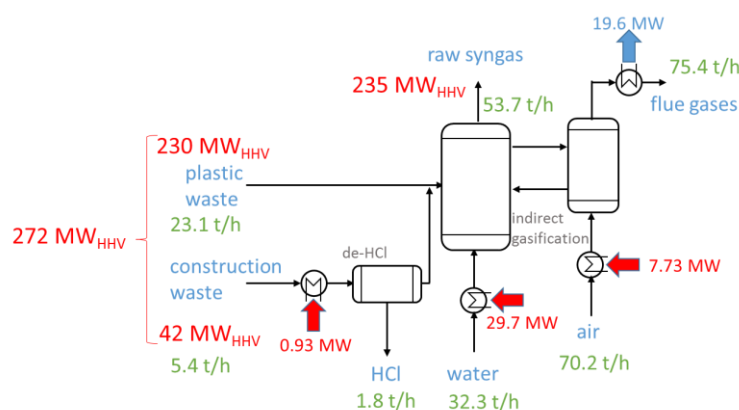 19.6 MW
raw syngas
75.4 t/h
235 MWHHV
53.7 t/h
flue gases
230 MWHHV
plastic
waste
23.1 t/h
indirect
gasification
272 MWHHV
de-HCl
construction
waste
7.73 MW
42 MWHHV
0.93 MW
29.7 MW
5.4 t/h
air
HCl
water
70.2 t/h
1.8 t/h
32.3 t/h